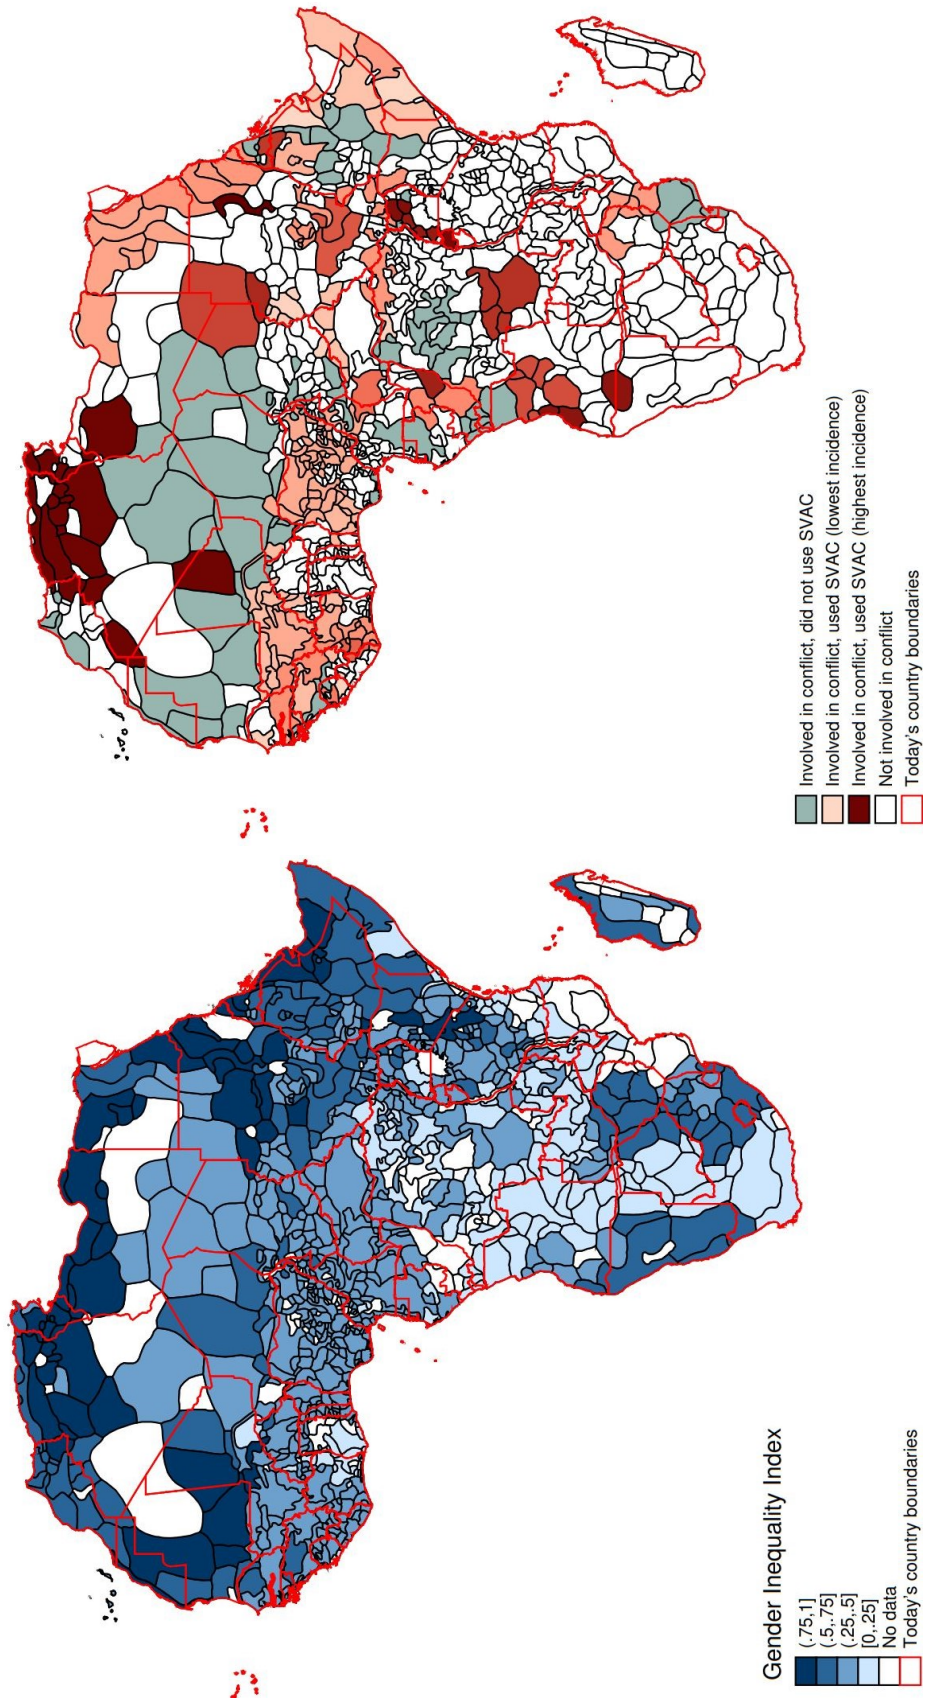 Gender Inequality Index
(.75,1]
(.5,.75]
(.25,.5]
[0,.25]
No data
Today's country boundaries
Involved in conflict, did not use SVAC
Involved in conflict, used SVAC (lowest incidence)
Involved in conflict, used SVAC (highest incidence)
Not involved in conflict
Today's country boundaries